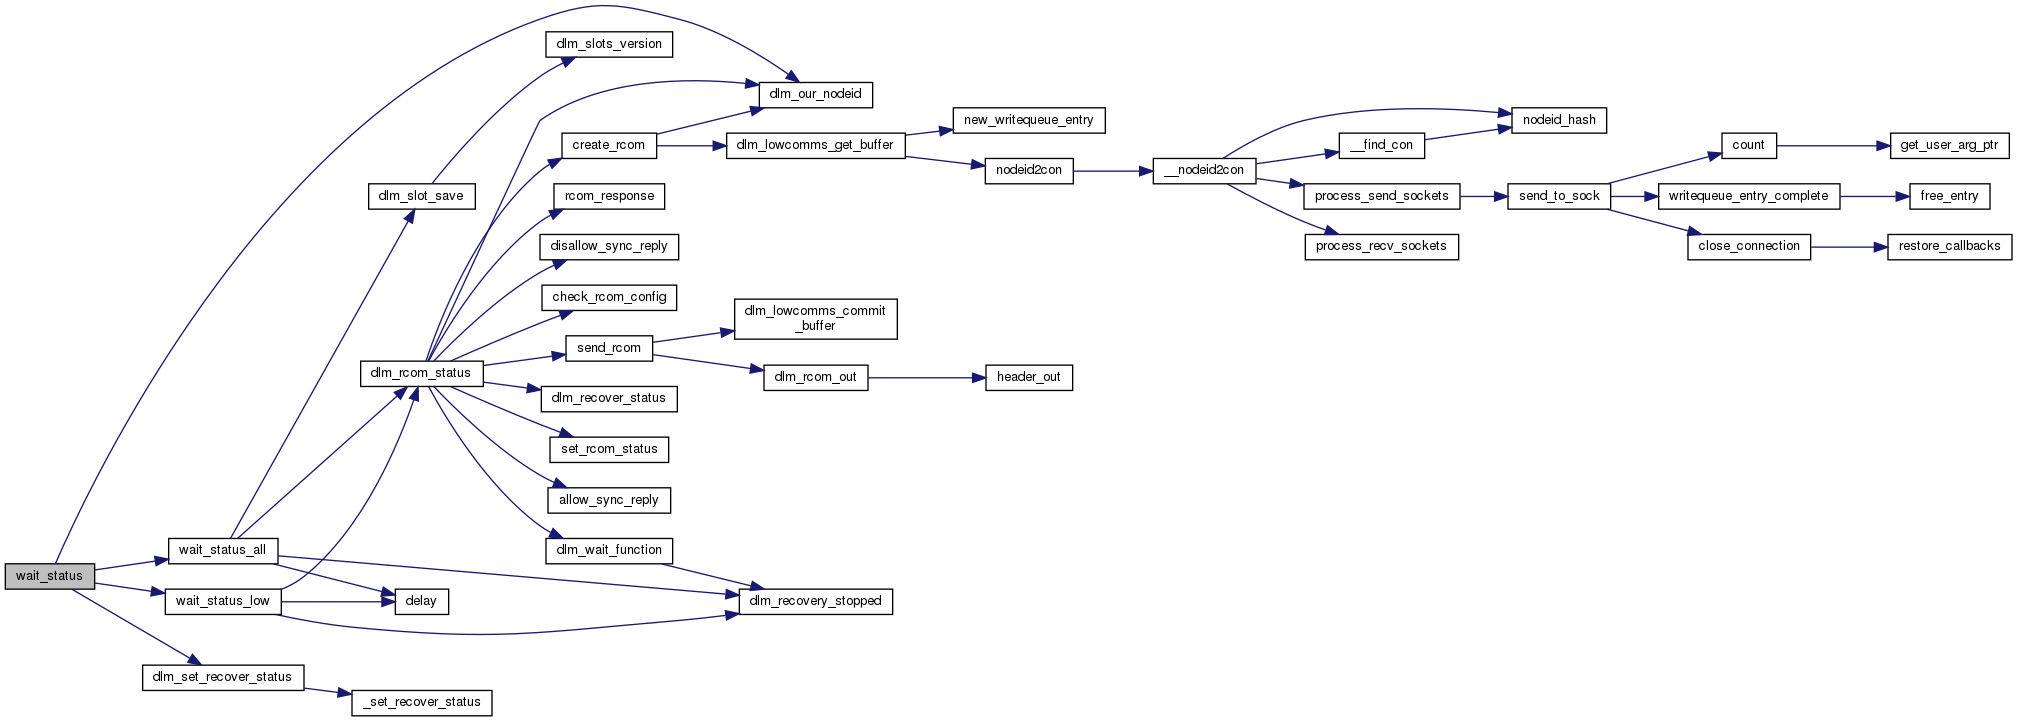 wait_status
wait_status_all
wait_status_low
dlm_set_recover_status
_set_recover_status
dlm_slot_save
dlm_rcom_status
delay
dlm_slots_version
create_rcom
rcom_response
disallow_sync_reply
check_rcom_config
send_rcom
dlm_recover_status
set_rcom_status
allow_sync_reply
dlm_wait_function
dlm_our_nodeid
dlm_lowcomms_get_buffer
dlm_lowcomms_commit
_buffer
dlm_rcom_out
dlm_recovery_stopped
new_writequeue_entry
nodeid2con
header_out
__nodeid2con
nodeid_hash
__find_con
process_send_sockets
process_recv_sockets
send_to_sock
count
writequeue_entry_complete
close_connection
get_user_arg_ptr
free_entry
restore_callbacks